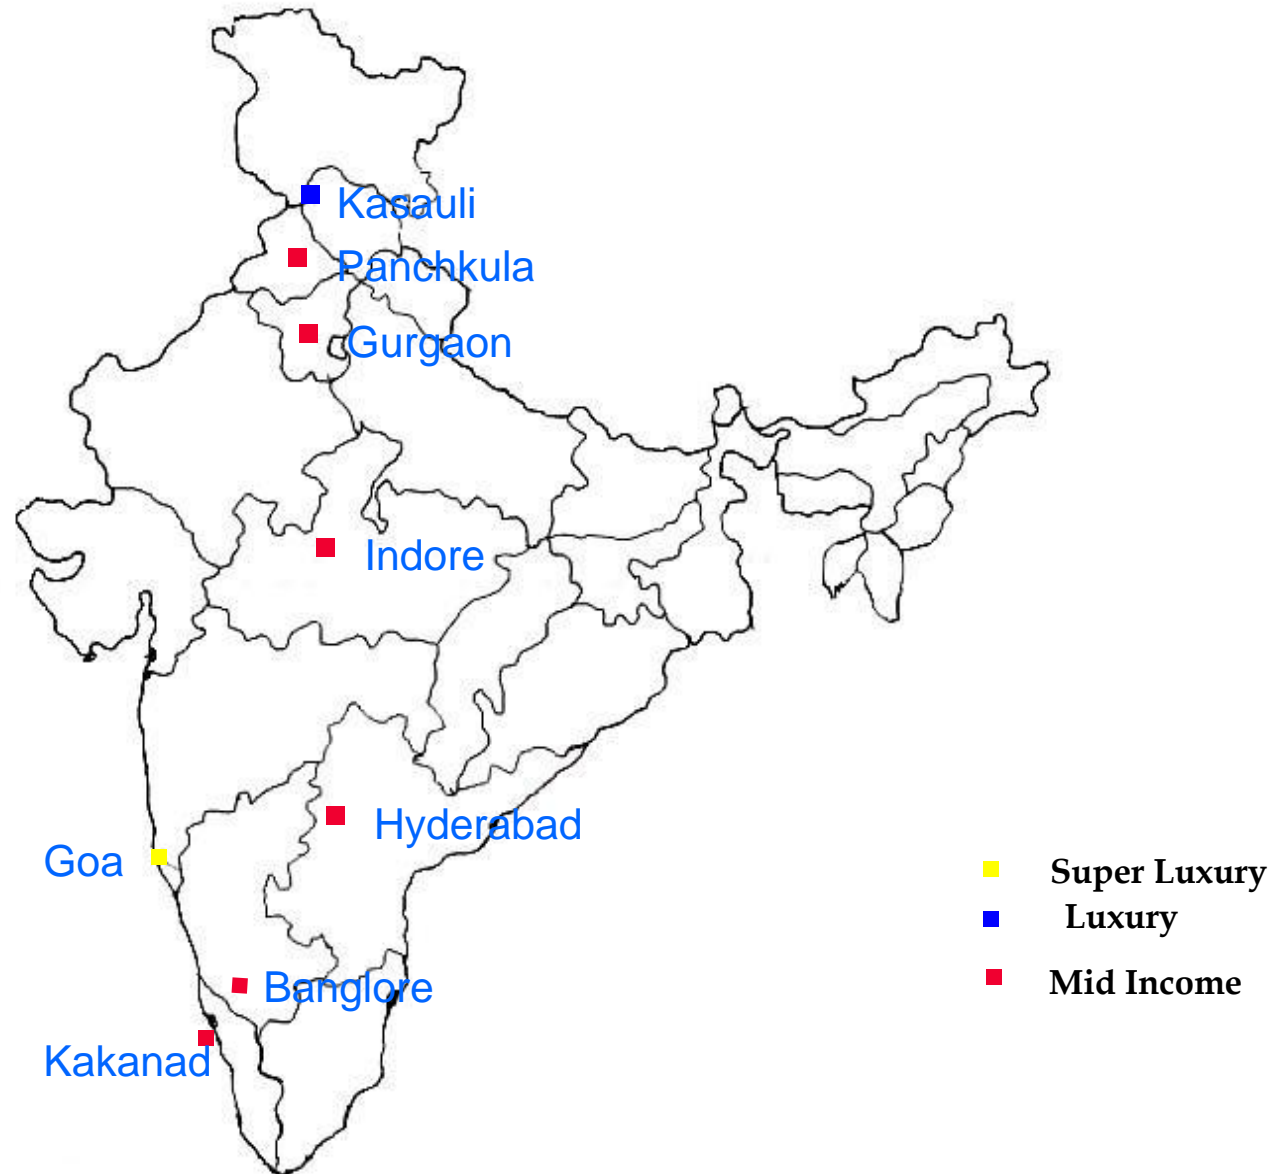 Kasauli
Panchkula
Gurgaon
Indore
Hyderabad
Goa
Banglore
Kakanad
Super Luxury
Luxury
Mid Income